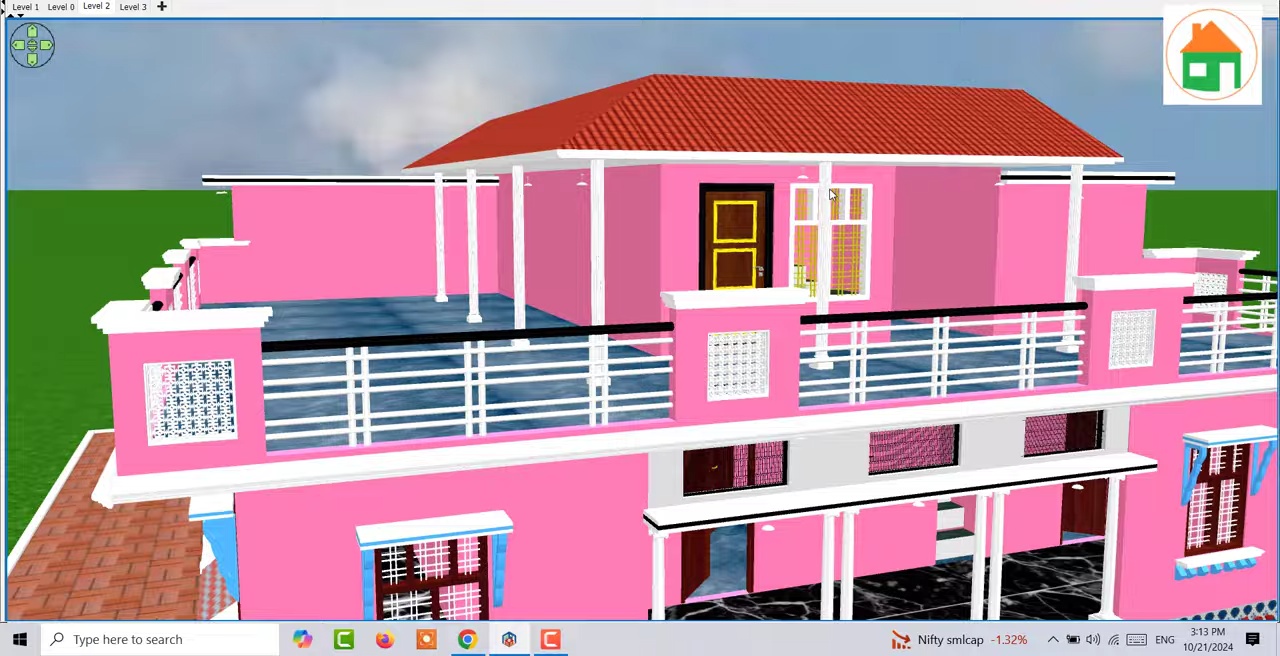 Level 1 Level 0 Level 2 Level 3
Type here to search
Nifty smlcap -1.32%
ENG
3:13 PM
10/21/2024